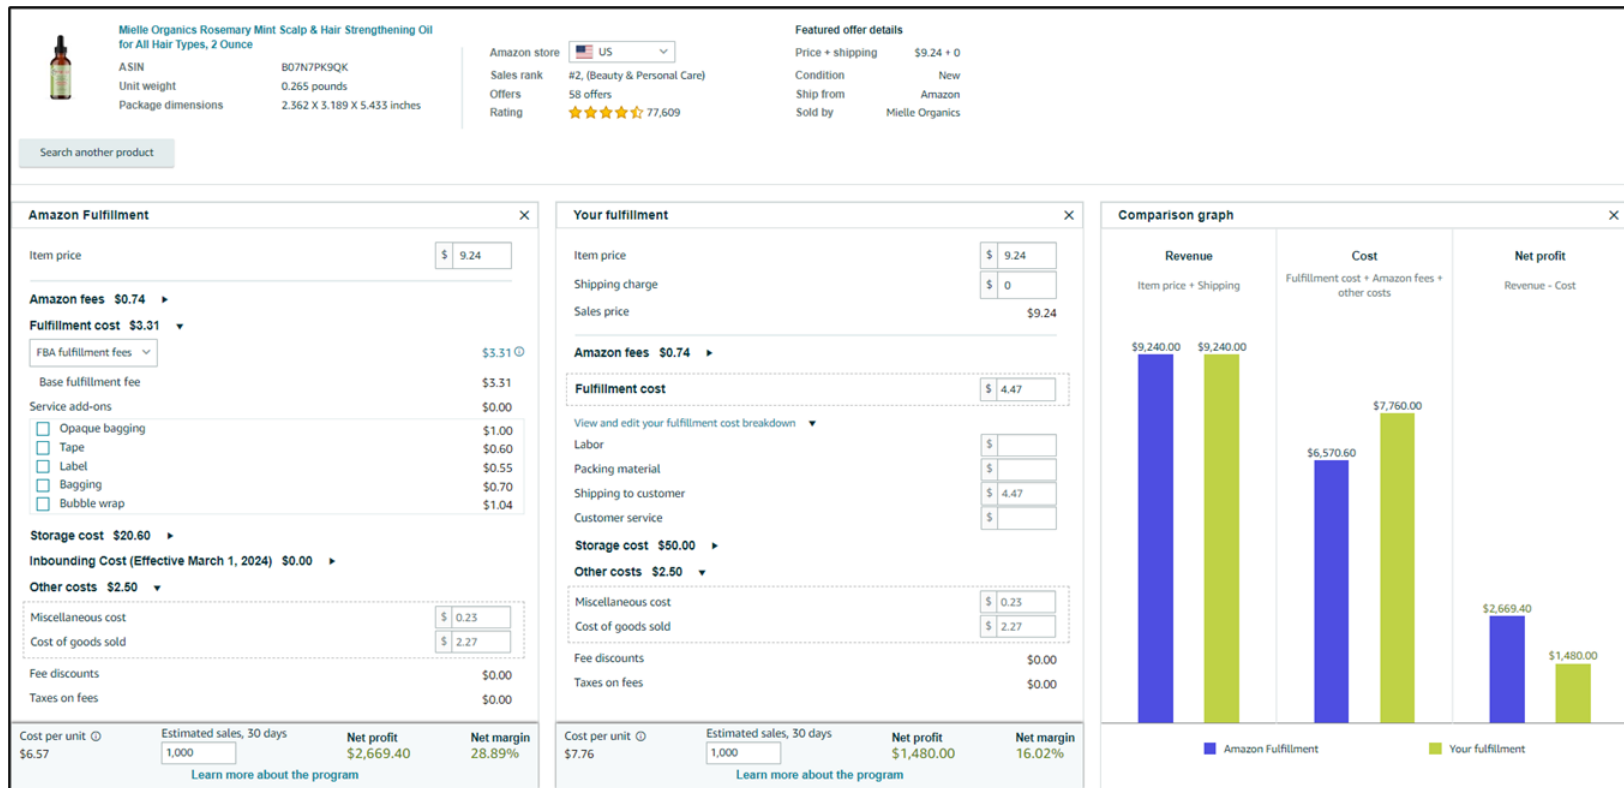 Mielle Organics Rosemary Mint Scalp & Hair Strengthening Oil
for All Hair Types, 2 Ounce
ASIN B07N7PK9QK
Unit weight 0.265 pounds
Package dimensions 2.362 X 3.189 X 5.433 inches
Amazon store US
Sales rank #2, (Beauty & Personal Care)
Offers 58 offers
Rating 77,609
Featured offer details
Price + shipping $9.24 + 0
Condition New
Ship from Amazon
Sold by Mielle Organics
Search another product
Amazon Fulfillment
Item price $ 9.24
Amazon fees $0.74
Fulfillment cost $3.31
FBA fulfillment fees $3.31
Base fulfillment fee $3.31
Service add-ons $0.00
Opaque bagging $1.00
Tape $0.60
Label $0.55
Bagging $0.70
Bubble wrap $1.04
Storage cost $20.60
Inbounding Cost (Effective March 1, 2024) $0.00
Other costs $2.50
Miscellaneous cost $ 0.23
Cost of goods sold $ 2.27
Fee discounts $0.00
Taxes on fees $0.00
Cost per unit Estimated sales, 30 days Net profit Net margin
$6.57 1,000 $2,669.40 28.89%
Learn more about the program
Your fulfillment
Item price $ 9.24
Shipping charge $ 0
Sales price $9.24
Amazon fees $0.74
Fulfillment cost $ 4.47
View and edit your fulfillment cost breakdown
Labor $
Packing material $
Shipping to customer $ 4.47
Customer service $
Storage cost $50.00
Other costs $2.50
Miscellaneous cost $ 0.23
Cost of goods sold $ 2.27
Fee discounts $0.00
Taxes on fees $0.00
Cost per unit Estimated sales, 30 days Net profit Net margin
$7.76 1,000 $1,480.00 16.02%
Learn more about the program
Comparison graph
Revenue Cost Net profit
Item price + Shipping
Fulfillment cost + Amazon fees +
other costs
Revenue - Cost
$9,240.00 $9,240.00
$7,760.00
$6,570.60
$2,669.40
$1,480.00
Amazon Fulfillment Your fulfillment